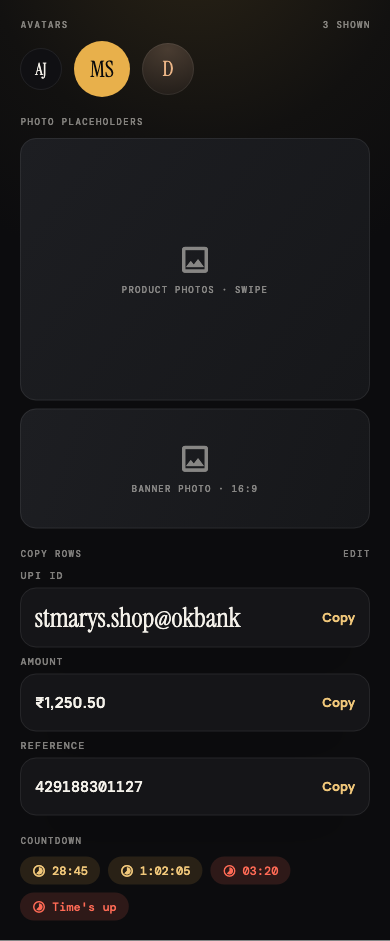 AVATARS 3 SHOWN
AJ MS D
PHOTO PLACEHOLDERS
PRODUCT PHOTOS · SWIPE
BANNER PHOTO · 16:9
COPY ROWS EDIT
UPI ID
stmarys.shop@okbank Copy
AMOUNT
₹1,250.50 Copy
REFERENCE
429188301127 Copy
COUNTDOWN
28:45 1:02:05 03:20
Time's up